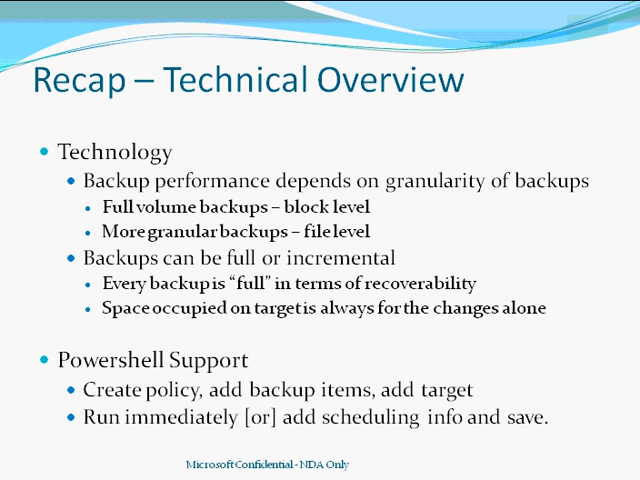 Recap – Technical Overview
Technology
Backup performance depends on granularity of backups
Full volume backups – block level
More granular backups – file level
Backups can be full or incremental
Every backup is “full” in terms of recoverability
Space occupied on target is always for the changes alone
Powershell Support
Create policy, add backup items, add target
Run immediately [or] add scheduling info and save.
Microsoft Confidential - NDA Only